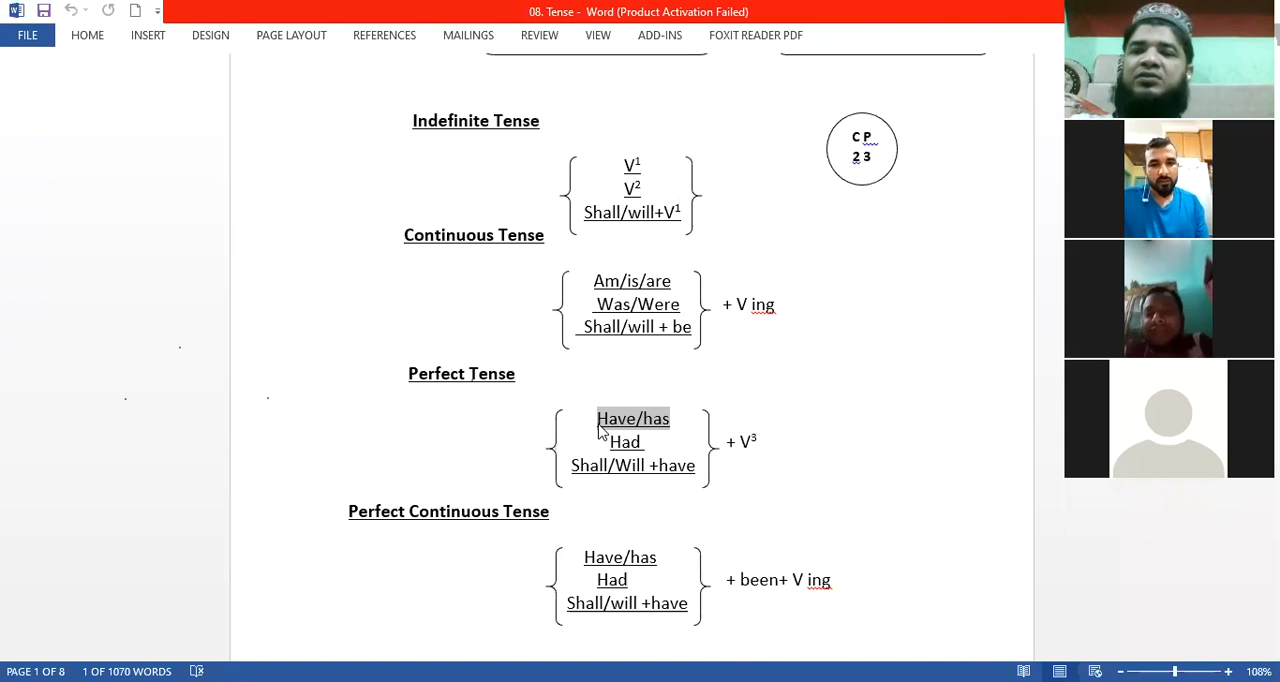 08. Tense - Word (Product Activation Failed)
FILE HOME INSERT DESIGN PAGE LAYOUT REFERENCES MAILINGS REVIEW VIEW ADD-INS FOXIT READER PDF
Indefinite Tense
C P
2 3
V¹
V²
Shall/will+V¹
Continuous Tense
Am/is/are
Was/Were + V ing
Shall/will + be
Perfect Tense
Have/has
Had + V³
Shall/Will +have
Perfect Continuous Tense
Have/has
Had + been+ V ing
Shall/will +have
PAGE 1 OF 8 1 OF 1070 WORDS 108%